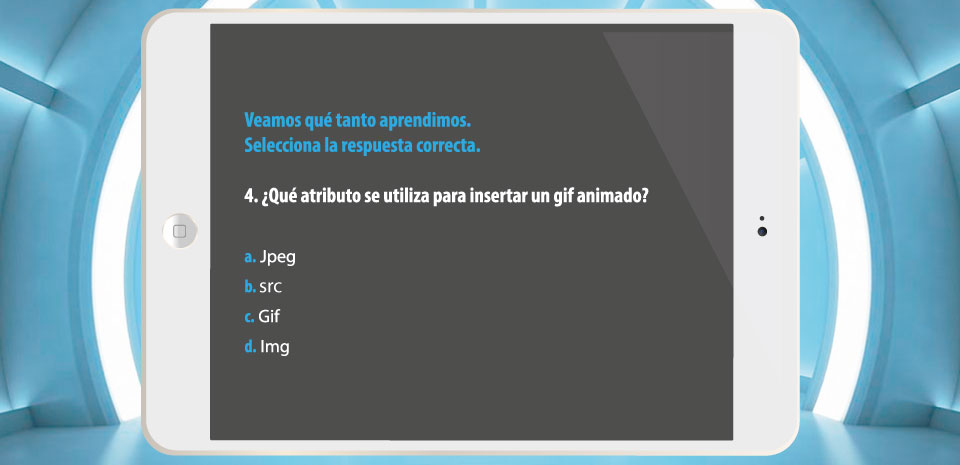 Veamos qué tanto aprendimos.
Selecciona la respuesta correcta.
4. ¿Qué atributo se utiliza para insertar un gif animado?
a. Jpeg
b. src
c. Gif
d. Img